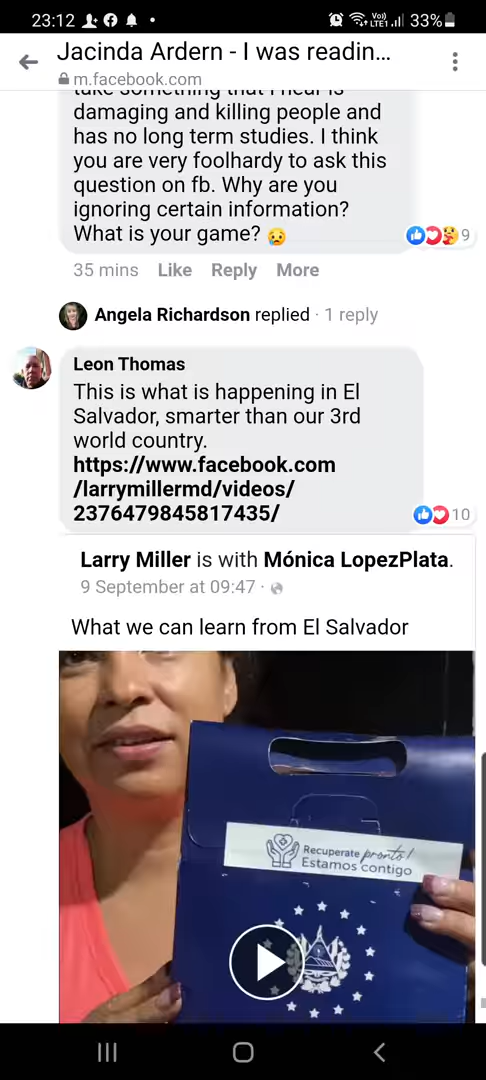 23:12
Vo)) LTE1 33%
Jacinda Ardern - I was readin...
m.facebook.com
take something that I hear is
damaging and killing people and
has no long term studies. I think
you are very foolhardy to ask this
question on fb. Why are you
ignoring certain information?
What is your game? 😥
9
35 mins Like Reply More
Angela Richardson replied · 1 reply
Leon Thomas
This is what is happening in El
Salvador, smarter than our 3rd
world country.
https://www.facebook.com
/larrymillermd/videos/
2376479845817435/
10
Larry Miller is with Mónica LopezPlata.
9 September at 09:47 ·
What we can learn from El Salvador
Recuperate pronto!
Estamos contigo